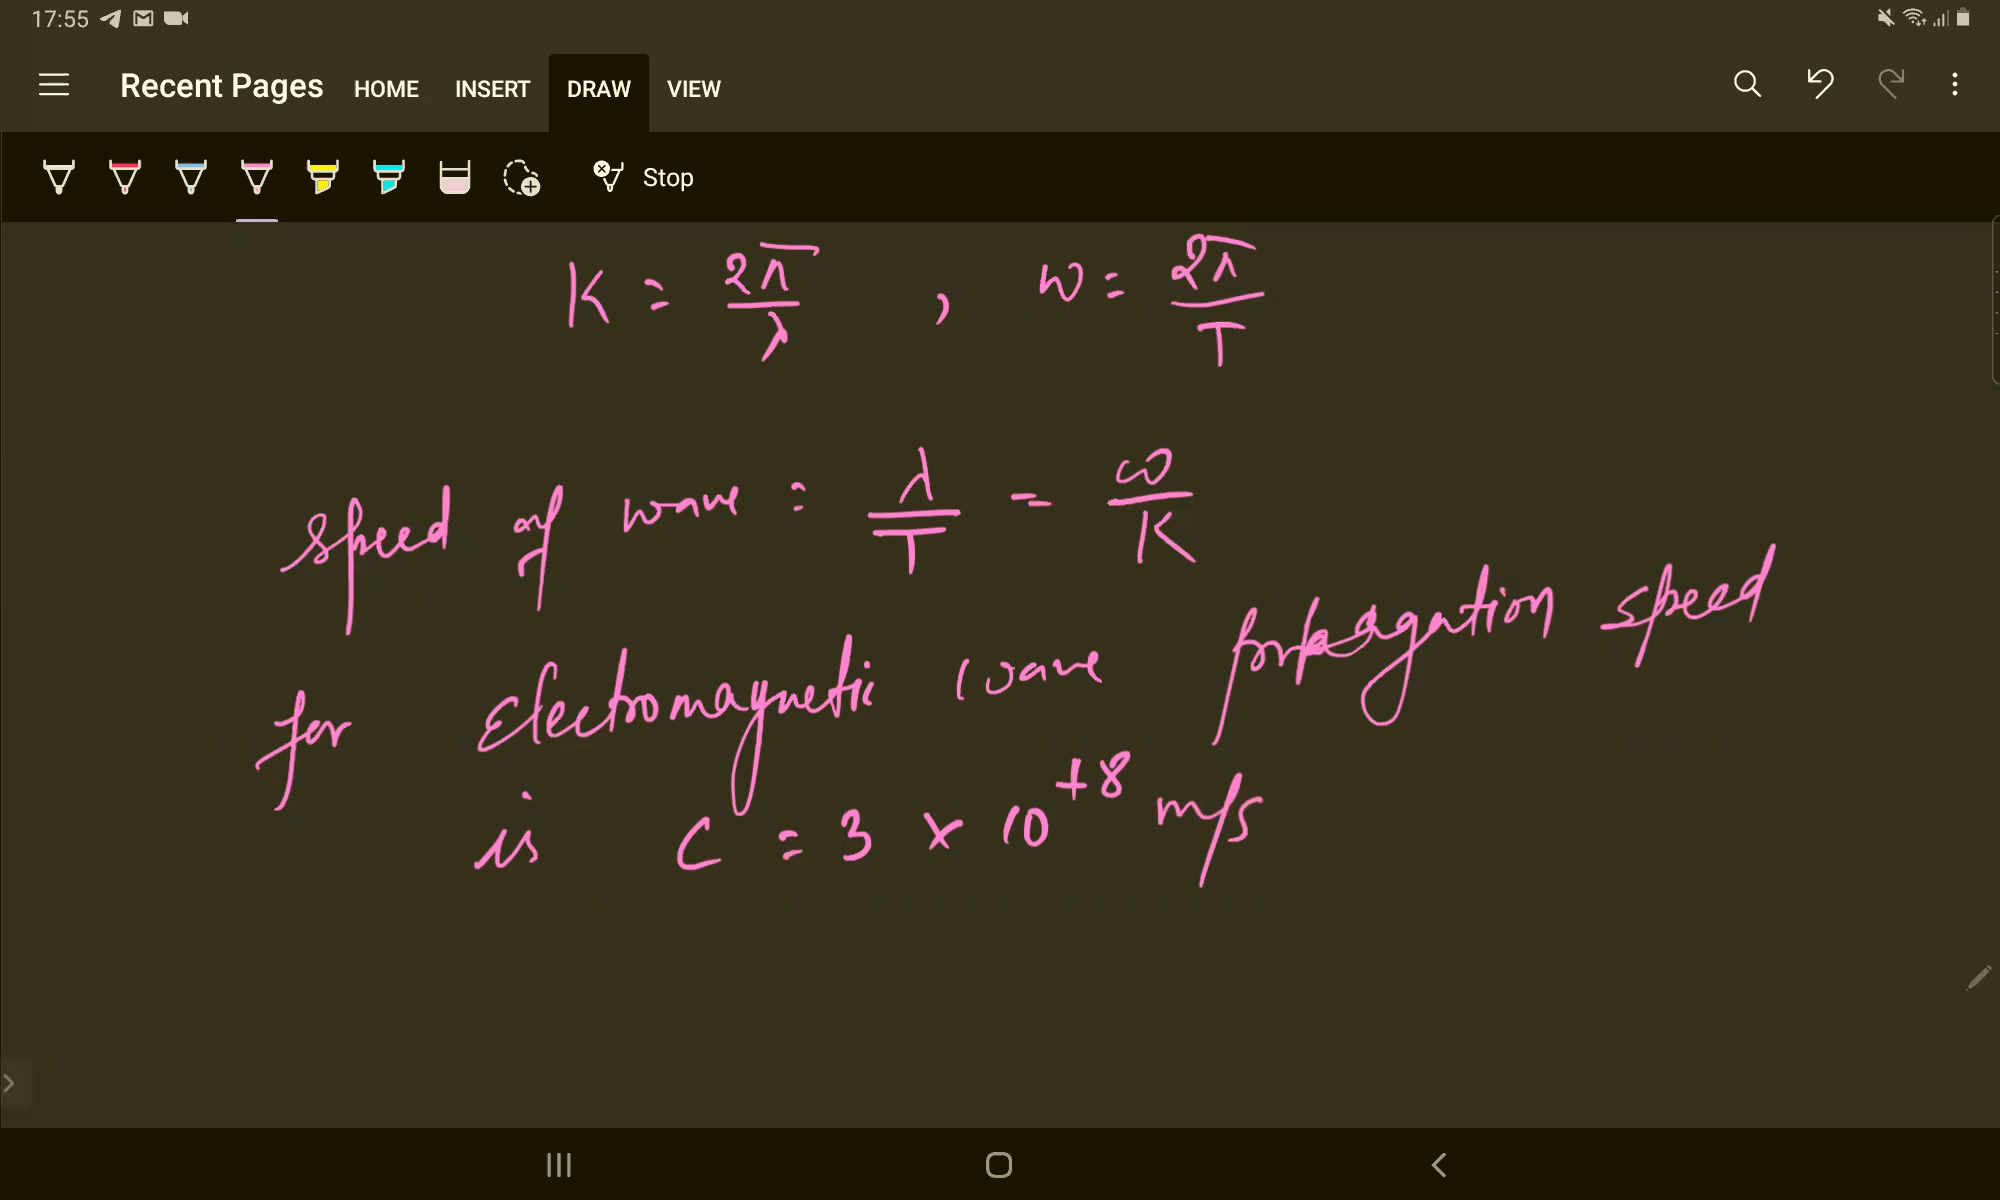 17:55
Recent Pages HOME INSERT DRAW VIEW
Stop
K = 2π/λ , ω = 2π/T
speed of wave = λ/T = ω/K
for Electromagnetic wave propagation speed
is C = 3 × 10^+8 m/s